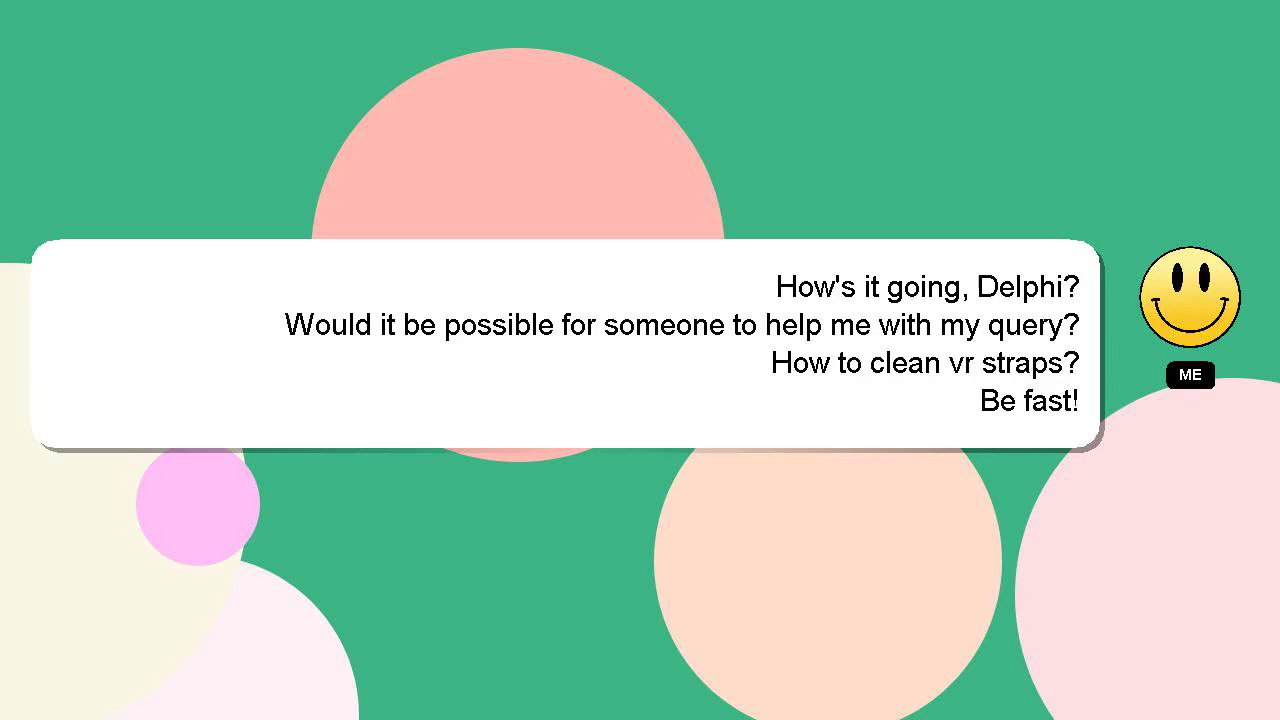 How's it going, Delphi?
Would it be possible for someone to help me with my query?
How to clean vr straps?
Be fast!
ME